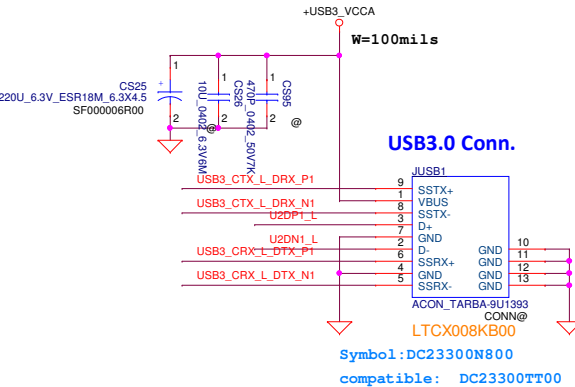 +USB3_VCCA
W=100mils
1
1
1
CS25
220U_6.3V_ESR18M_6.3X4.5
SF000006R00
2
CS26
10U_0402_6.3V6M
2
@
CS95
470P_0402_50V7K
2
@
USB3.0 Conn.
JUSB1
USB3_CTX_L_DRX_P1
9
SSTX+
1
VBUS
USB3_CTX_L_DRX_N1
8
SSTX-
U2DP1_L
3
D+
7
GND
U2DN1_L
2
D-
USB3_CRX_L_DTX_P1
6
SSRX+
4
GND
USB3_CRX_L_DTX_N1
5
SSRX-
GND
10
GND
11
GND
12
GND
13
ACON_TARBA-9U1393
CONN@
LTCX008KB00
Symbol:DC23300N800
compatible: DC23300TT00